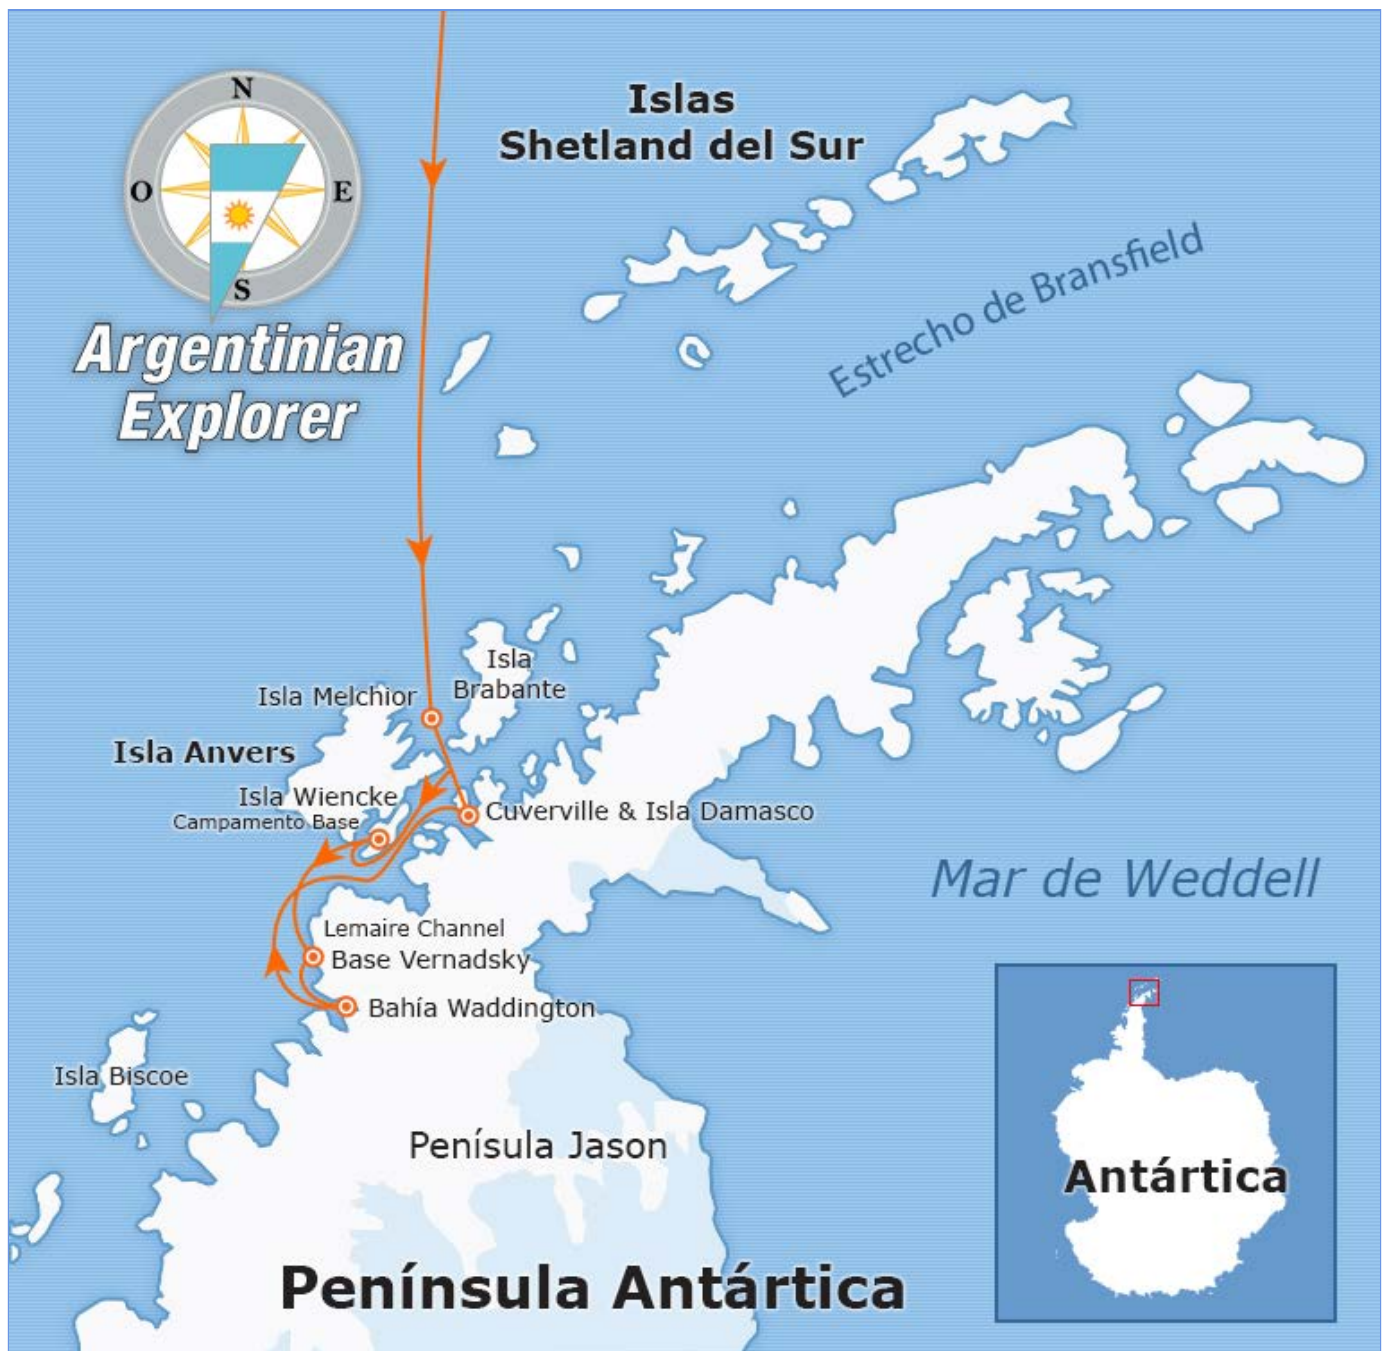 N
O
E
S
Argentinian
Explorer
Islas
Shetland del Sur
Estrecho de Bransfield
Isla
Brabante
Isla Melchior
Isla Anvers
Isla Wiencke
Campamento Base
Cuverville & Isla Damasco
Mar de Weddell
Lemaire Channel
Base Vernadsky
Bahía Waddington
Isla Biscoe
Penísula Jason
Antártica
Península Antártica